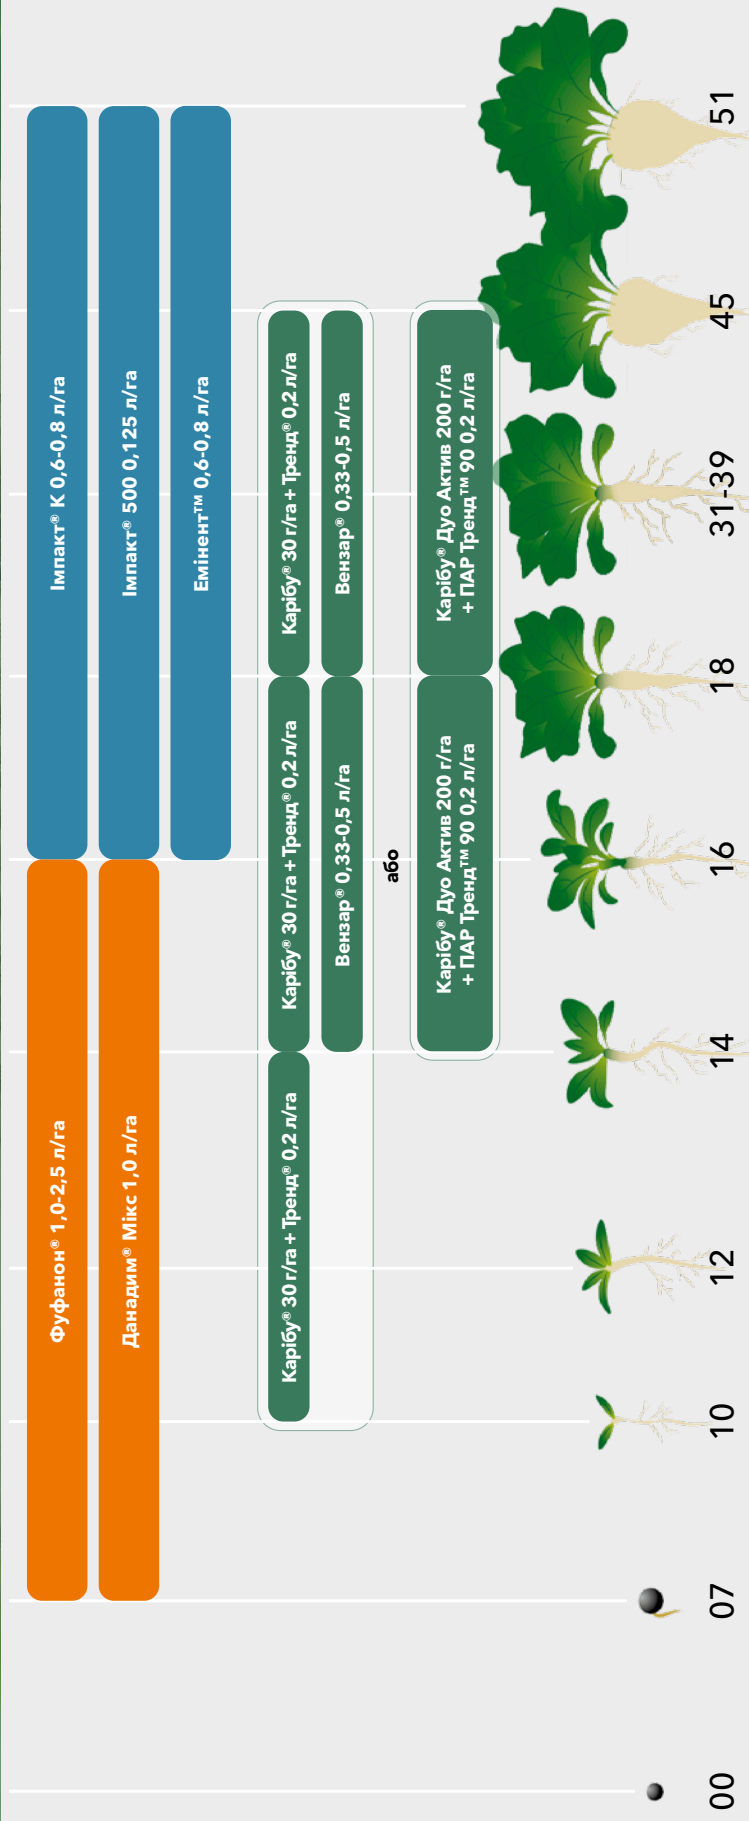 Фуфанон® 1,0-2,5 л/га
Імпакт® К 0,6-0,8 л/га
Данадим® Мікс 1,0 л/га
Імпакт® 500 0,125 л/га
Емінент™ 0,6-0,8 л/га
Карібу® 30 г/га + Тренд® 0,2 л/га
Карібу® 30 г/га +Тренд® 0,2 л/га
Карібу® 30 г/га + Тренд® 0,2 л/га
Вензар® 0,33-0,5 л/га
Вензар® 0,33-0,5 л/га
або
Карібу® Дуо Актив 200 г/га
+ ПАР Тренд™ 90 0,2 л/га
Карібу® Дуо Актив 200 г/га
+ ПАР Тренд™ 90 0,2 л/га
00
07
10
12
14
16
18
31-39
45
51